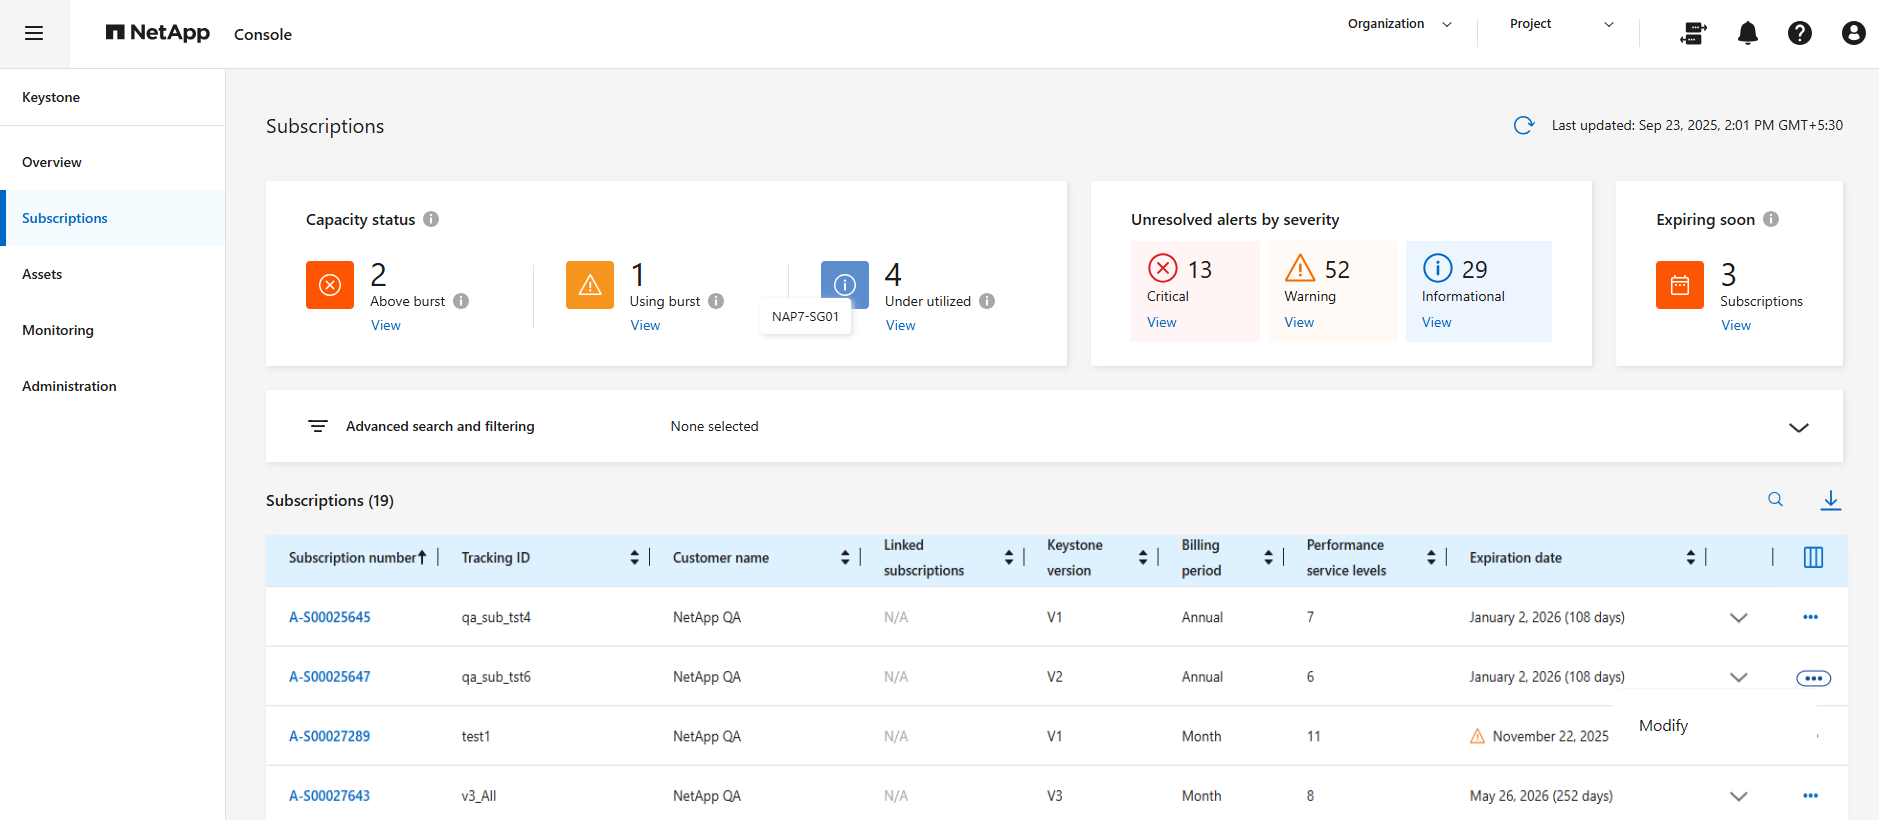 NetApp Console
Organization
Project
Keystone
Overview
Subscriptions
Assets
Monitoring
Administration
Subscriptions
Last updated: Sep 23, 2025, 2:01 PM GMT+5:30
Capacity status
2
Above burst
View
1
Using burst
View
4
Under utilized
View
NAP7-SG01
Unresolved alerts by severity
13
Critical
View
52
Warning
View
29
Informational
View
Expiring soon
3
Subscriptions
View
Advanced search and filtering None selected
Subscriptions (19)
Subscription number Tracking ID Customer name Linked subscriptions Keystone version Billing period Performance service levels Expiration date
A-S00025645 qa_sub_tst4 NetApp QA N/A V1 Annual 7 January 2, 2026 (108 days)
A-S00025647 qa_sub_tst6 NetApp QA N/A V2 Annual 6 January 2, 2026 (108 days)
A-S00027289 test1 NetApp QA N/A V1 Month 11 November 22, 2025
Modify
A-S00027643 v3_All NetApp QA N/A V3 Month 8 May 26, 2026 (252 days)